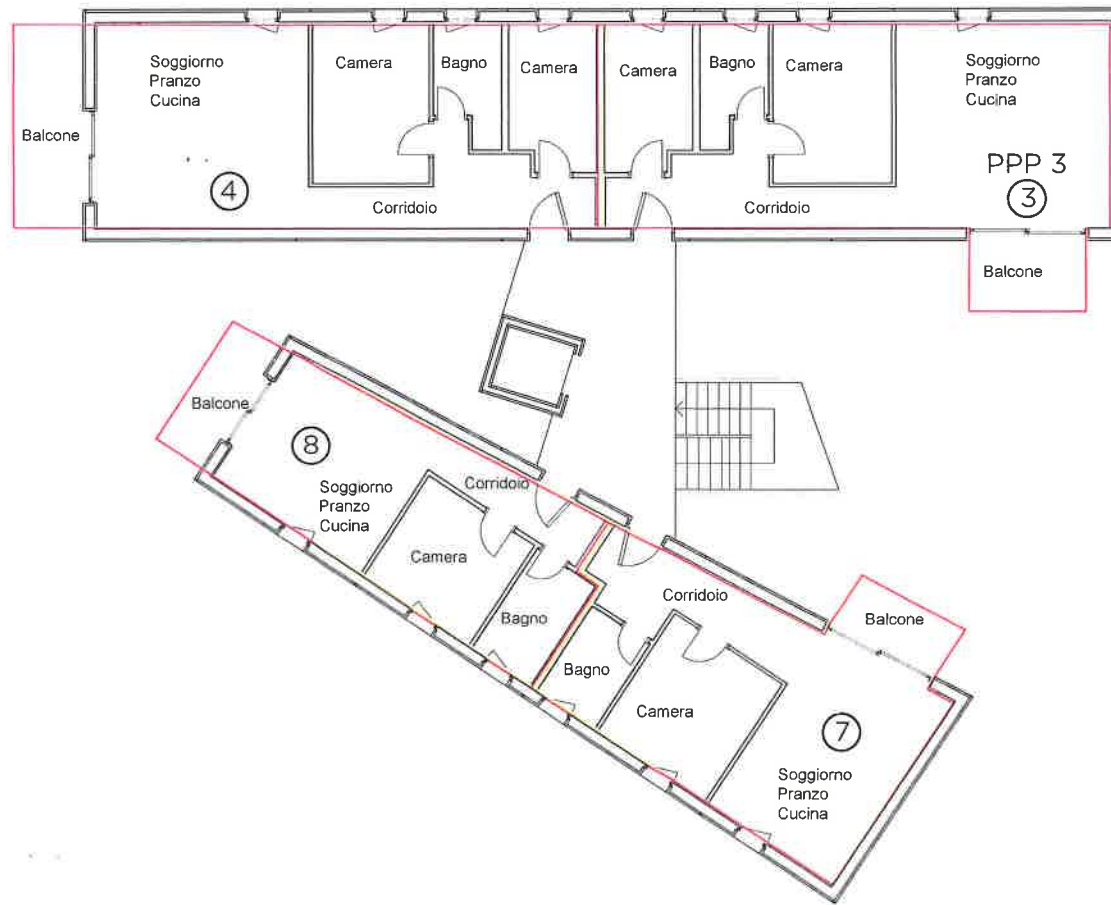 Soggiorno
Pranzo
Cucina
Camera
Bagno
Camera
Camera
Bagno
Camera
Soggiorno
Pranzo
Cucina
Balcone
4
Corridoio
Corridoio
PPP 3
3
Balcone
Balcone
8
Soggiorno
Pranzo
Cucina
Corridoio
Camera
Bagno
Corridoio
Balcone
Bagno
Camera
7
Soggiorno
Pranzo
Cucina